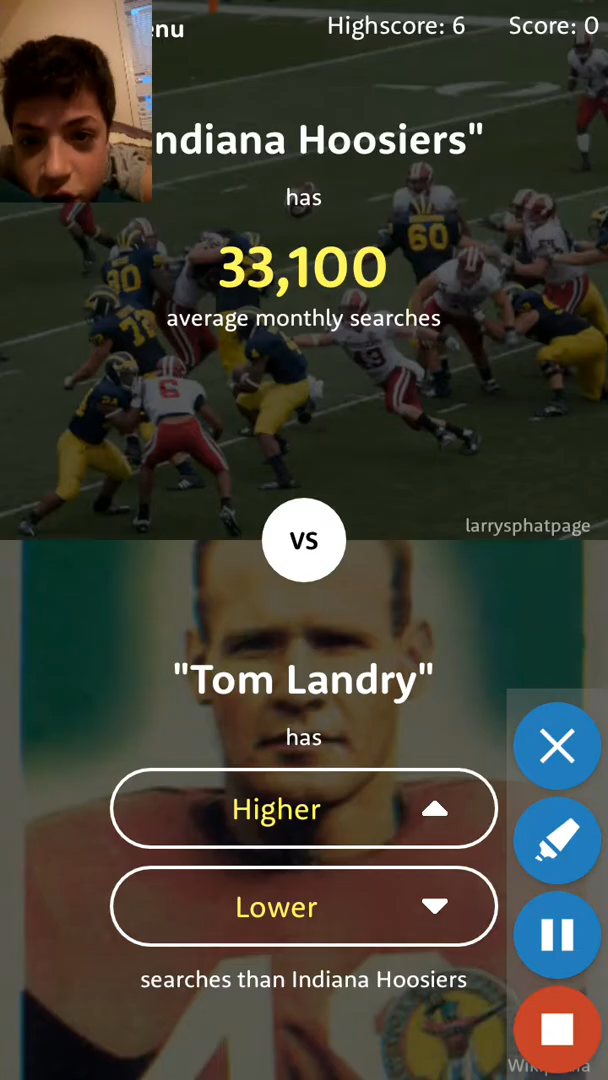 enu
Highscore: 6
Score: 0
ndiana Hoosiers"
has
33,100
average monthly searches
larrysphatpage
VS
"Tom Landry"
has
Higher
Lower
searches than Indiana Hoosiers